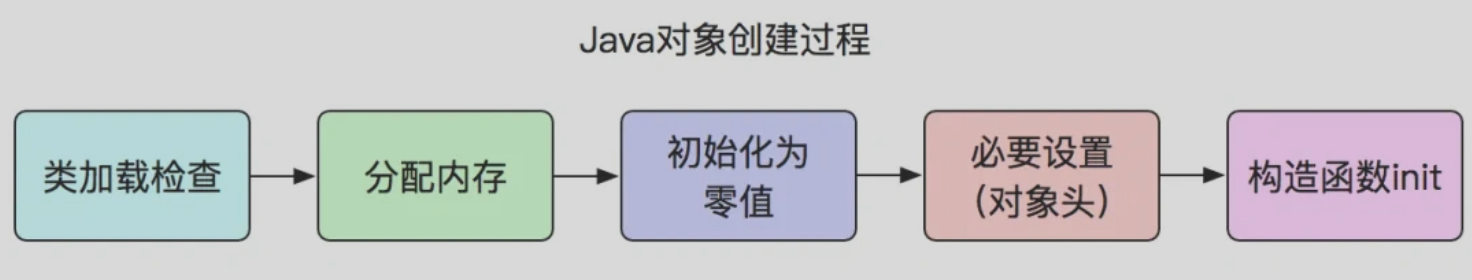 Java对象创建过程
类加载检查
分配内存
初始化为
零值
必要设置
(对象头)
构造函数init